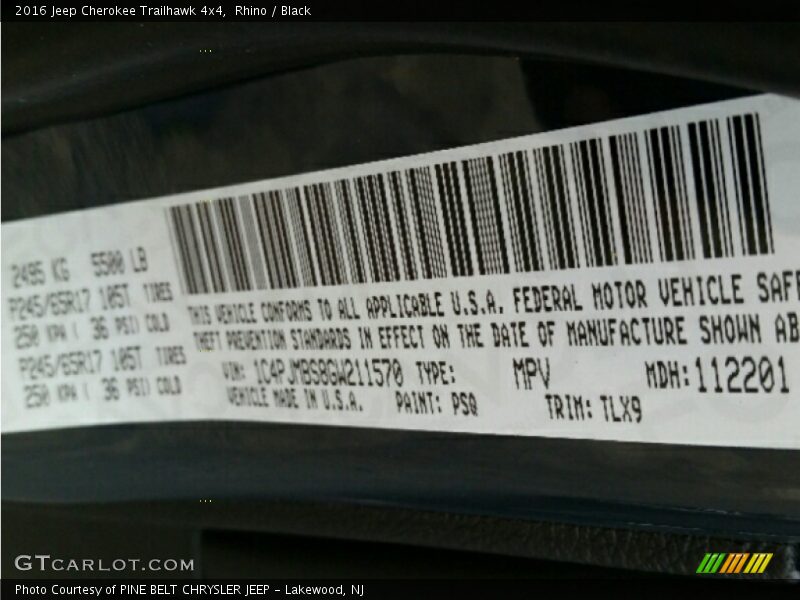 2016 Jeep Cherokee Trailhawk 4x4, Rhino / Black
2495 KG 5500 LB
P245/65R17 105T TIRES
250 KPA ( 36 PSI) COLD
P245/65R17 105T TIRES
250 KPA ( 36 PSI) COLD
THIS VEHICLE CONFORMS TO ALL APPLICABLE U.S.A. FEDERAL MOTOR VEHICLE SAFE
THEFT PREVENTION STANDARDS IN EFFECT ON THE DATE OF MANUFACTURE SHOWN AB
VIN: 1C4PJMBS8GW211570 TYPE: MPV MDH: 112201
VEHICLE MADE IN U.S.A. PAINT: PSQ TRIM: TLX9
GTCARLOT.COM
Photo Courtesy of PINE BELT CHRYSLER JEEP - Lakewood, NJ